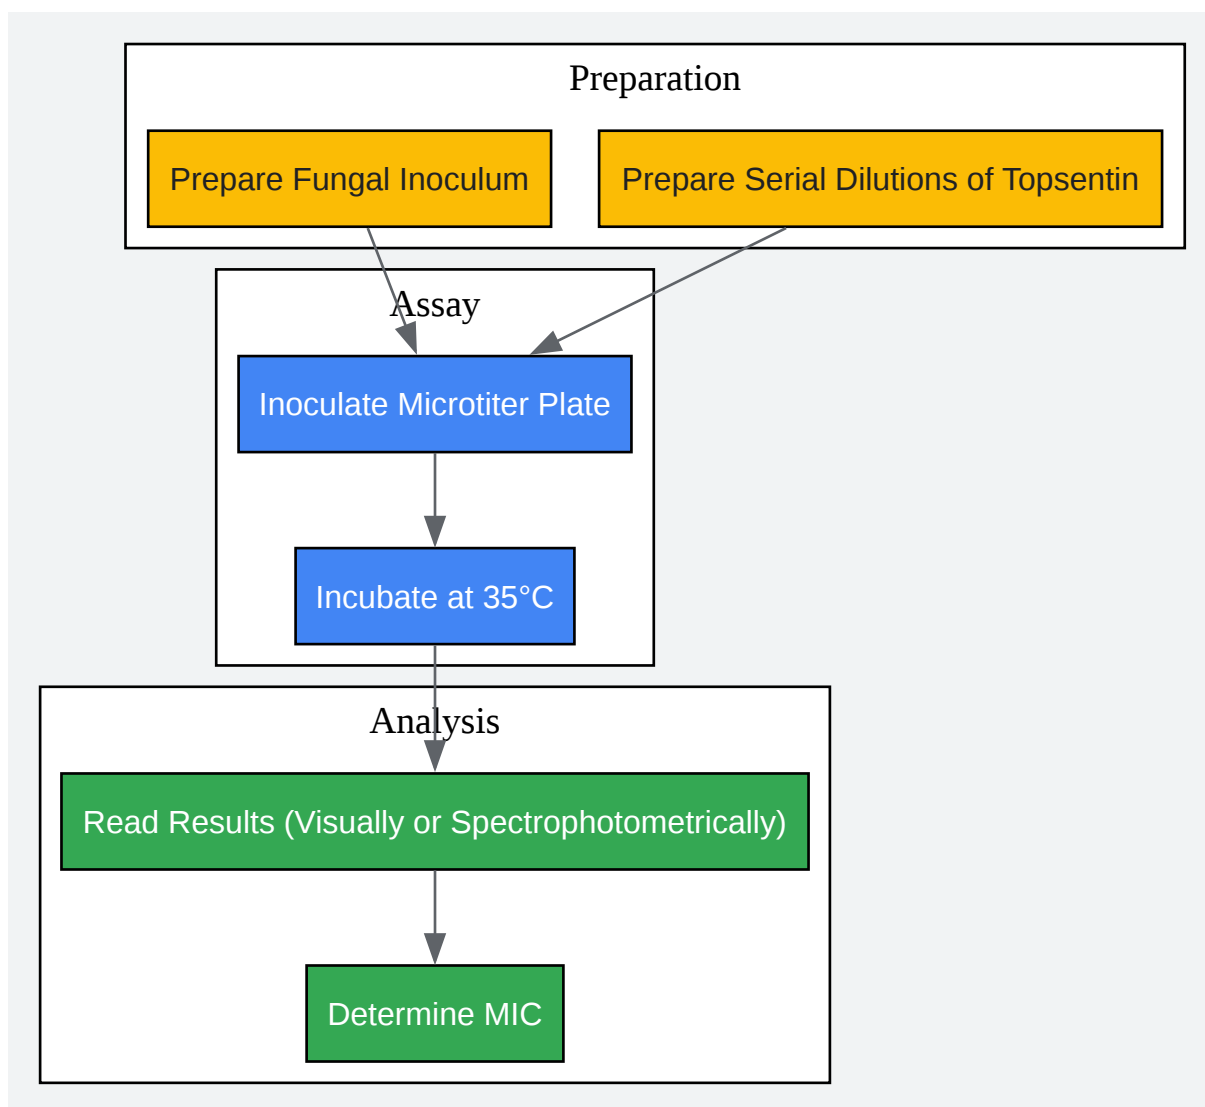 Preparation
Prepare Fungal Inoculum
Prepare Serial Dilutions of Topsentin
Assay
Inoculate Microtiter Plate
Incubate at 35°C
Analysis
Read Results (Visually or Spectrophotometrically)
Determine MIC